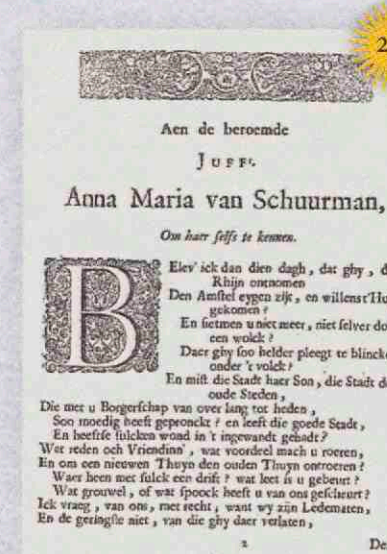 2
Aen de beroemde
JUFFr.
Anna Maria van Schuurman,
Om haer selfs te kennen.
BElev' ick dan dien dagh, dat ghy, d
Rhijn ontnomen
Den Amstel eygen zijt, en willens t'Hu
gekomen?
En sietmen u niet meer, niet selver do
een wolck?
Daer ghy soo helder pleegt te blincke
onder 't volck?
En mist die Stadt haer Son, die Stadt de
oude Steden,
Die met u Borgerschap van over lang tot heden,
Soo moedig heeft gepronckt? en leeft die goede Stadt,
En heeftse sulcken wond in 't ingewandt gehadt?
Wat reden och Vriendinn', wat voordeel mach u roeren,
En om een nieuwen Thuyn den ouden Thuyn ontroeren?
Waer heen met sulck een drift? wat leet is u gebeurt?
Wat grouwel, of wat spoock heeft u van ons gescheurt?
Ick vraeg, van ons, met recht, want wy zijn Ledematen,
En de geringste niet, van die ghy daer verlaten,
2 De